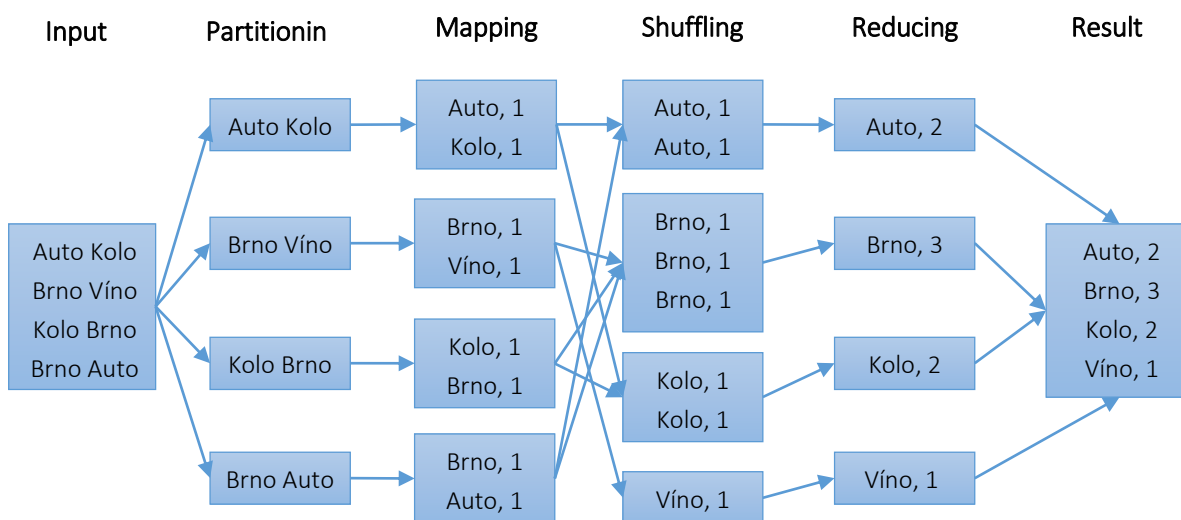 Input
Partitionin
Mapping
Shuffling
Reducing
Result
Auto Kolo
Brno Víno
Kolo Brno
Brno Auto
Auto Kolo
Brno Víno
Kolo Brno
Brno Auto
Auto, 1
Kolo, 1
Brno, 1
Víno, 1
Kolo, 1
Brno, 1
Brno, 1
Auto, 1
Auto, 1
Auto, 1
Brno, 1
Brno, 1
Brno, 1
Kolo, 1
Kolo, 1
Víno, 1
Auto, 2
Brno, 3
Kolo, 2
Víno, 1
Auto, 2
Brno, 3
Kolo, 2
Víno, 1